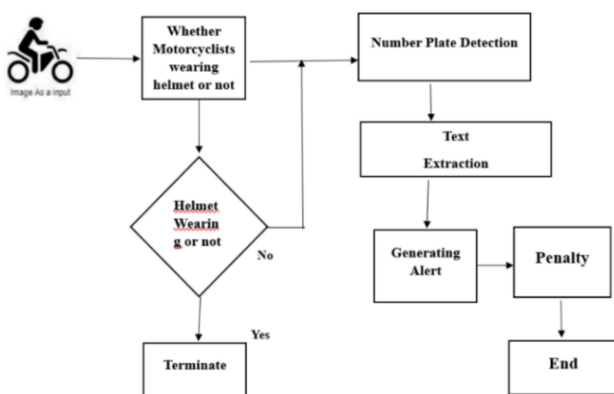 Whether
Motorcyclists
wearing
helmet or not
Number Plate Detection
Image As a input
Text
Extraction
Helmet
Wearin
g or not
No
Generating
Alert
Penalty
Yes
Terminate
End